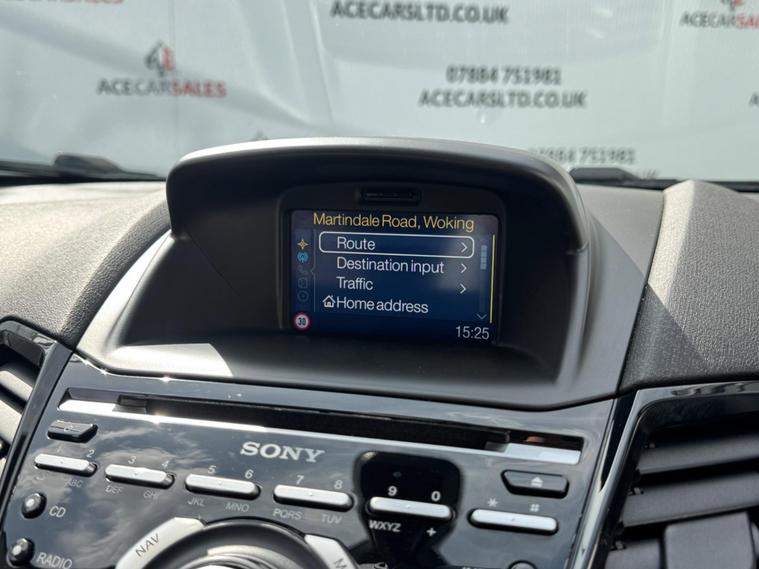 ACECARSLTD.CO.UK
ACECARSALES
ACECARSALES
07884 751981
ACECARSLTD.CO.UK
07884 751981
Martindale Road, Woking
Route
Destination input
Traffic
Home address
30
15:25
SONY
1 2
ABC
3 4
DEF GHI
5 6
JKL MNO
7 8
PQRS TUV
9 0
WXYZ +
* #
CD
RADIO
NAV